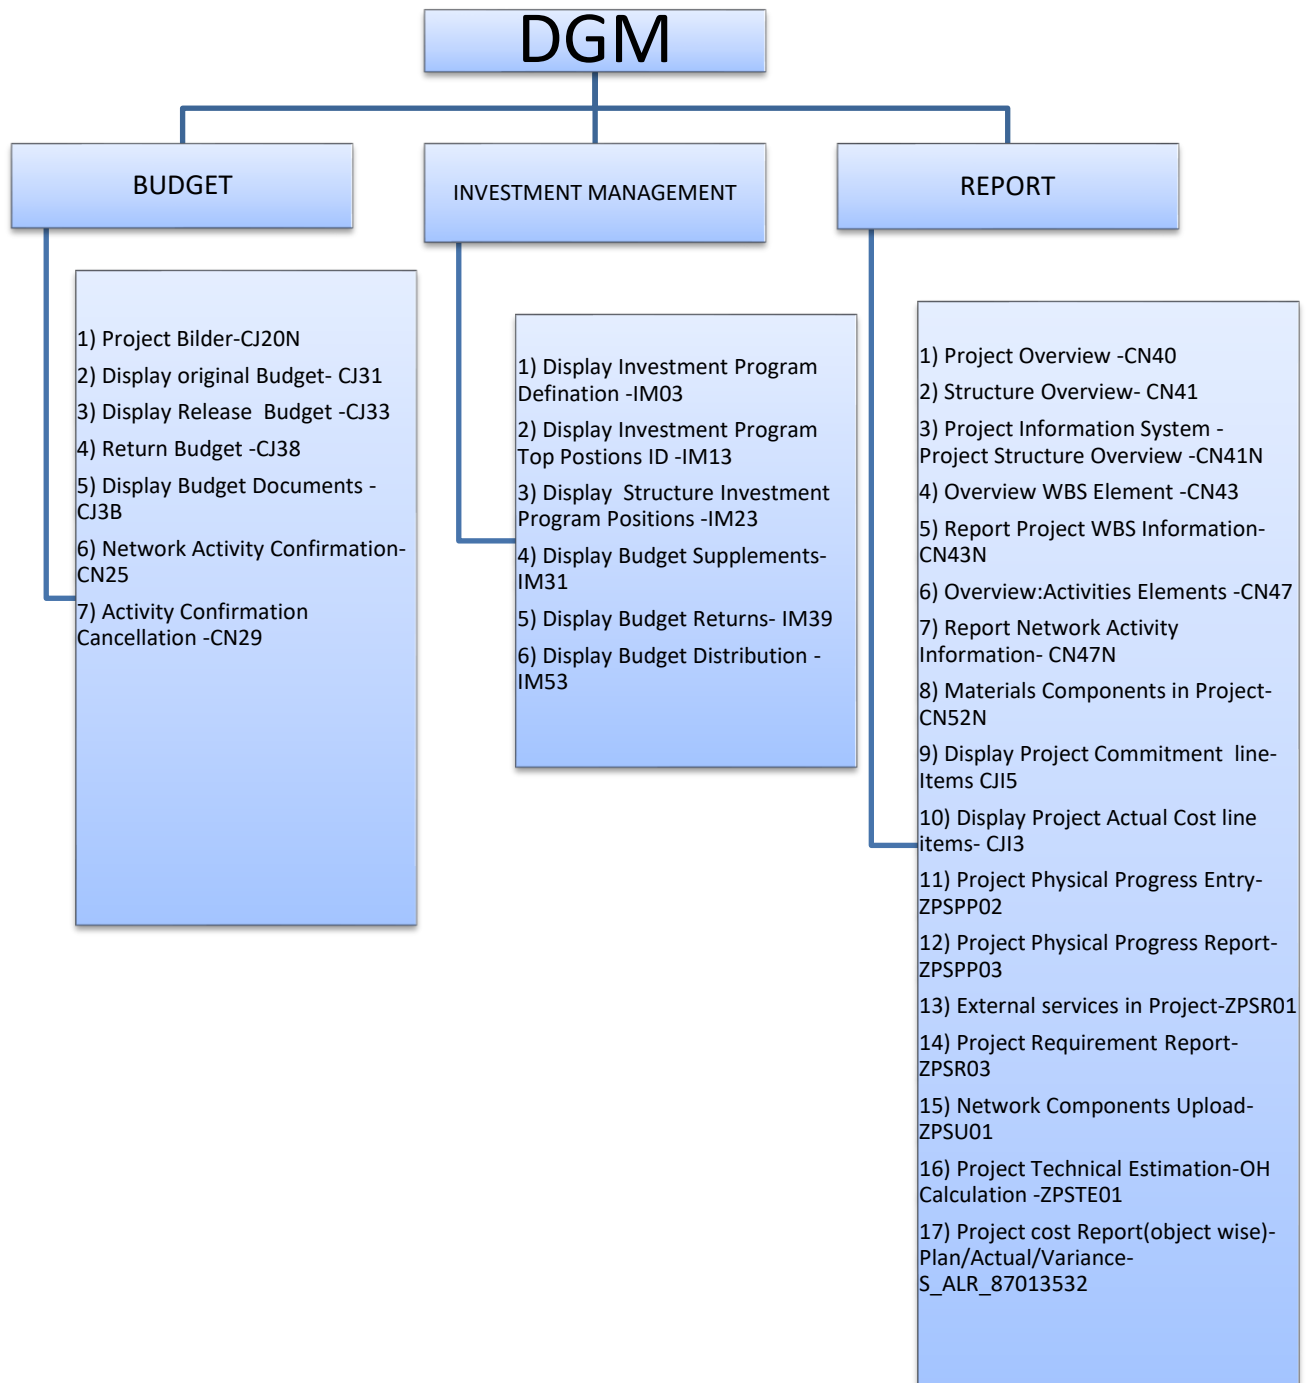 DGM
BUDGET
1) Project Bilder-CJ20N
2) Display original Budget- CJ31
3) Display Release  Budget -CJ33
4) Return Budget -CJ38
5) Display Budget Documents -
CJ3B
6) Network Activity Confirmation-
CN25
7) Activity Confirmation
Cancellation -CN29
INVESTMENT MANAGEMENT
1) Display Investment Program
Defination -IM03
2) Display Investment Program
Top Postions ID -IM13
3) Display  Structure Investment
Program Positions -IM23
4) Display Budget Supplements-
IM31
5) Display Budget Returns- IM39
6) Display Budget Distribution -
IM53
REPORT
1) Project Overview -CN40
2) Structure Overview- CN41
3) Project Information System -
Project Structure Overview -CN41N
4) Overview WBS Element -CN43
5) Report Project WBS Information-
CN43N
6) Overview:Activities Elements -CN47
7) Report Network Activity
Information- CN47N
8) Materials Components in Project-
CN52N
9) Display Project Commitment  line-
Items CJI5
10) Display Project Actual Cost line
items- CJI3
11) Project Physical Progress Entry-
ZPSPP02
12) Project Physical Progress Report-
ZPSPP03
13) External services in Project-ZPSR01
14) Project Requirement Report-
ZPSR03
15) Network Components Upload-
ZPSU01
16) Project Technical Estimation-OH
Calculation -ZPSTE01
17) Project cost Report(object wise)-
Plan/Actual/Variance-
S_ALR_87013532